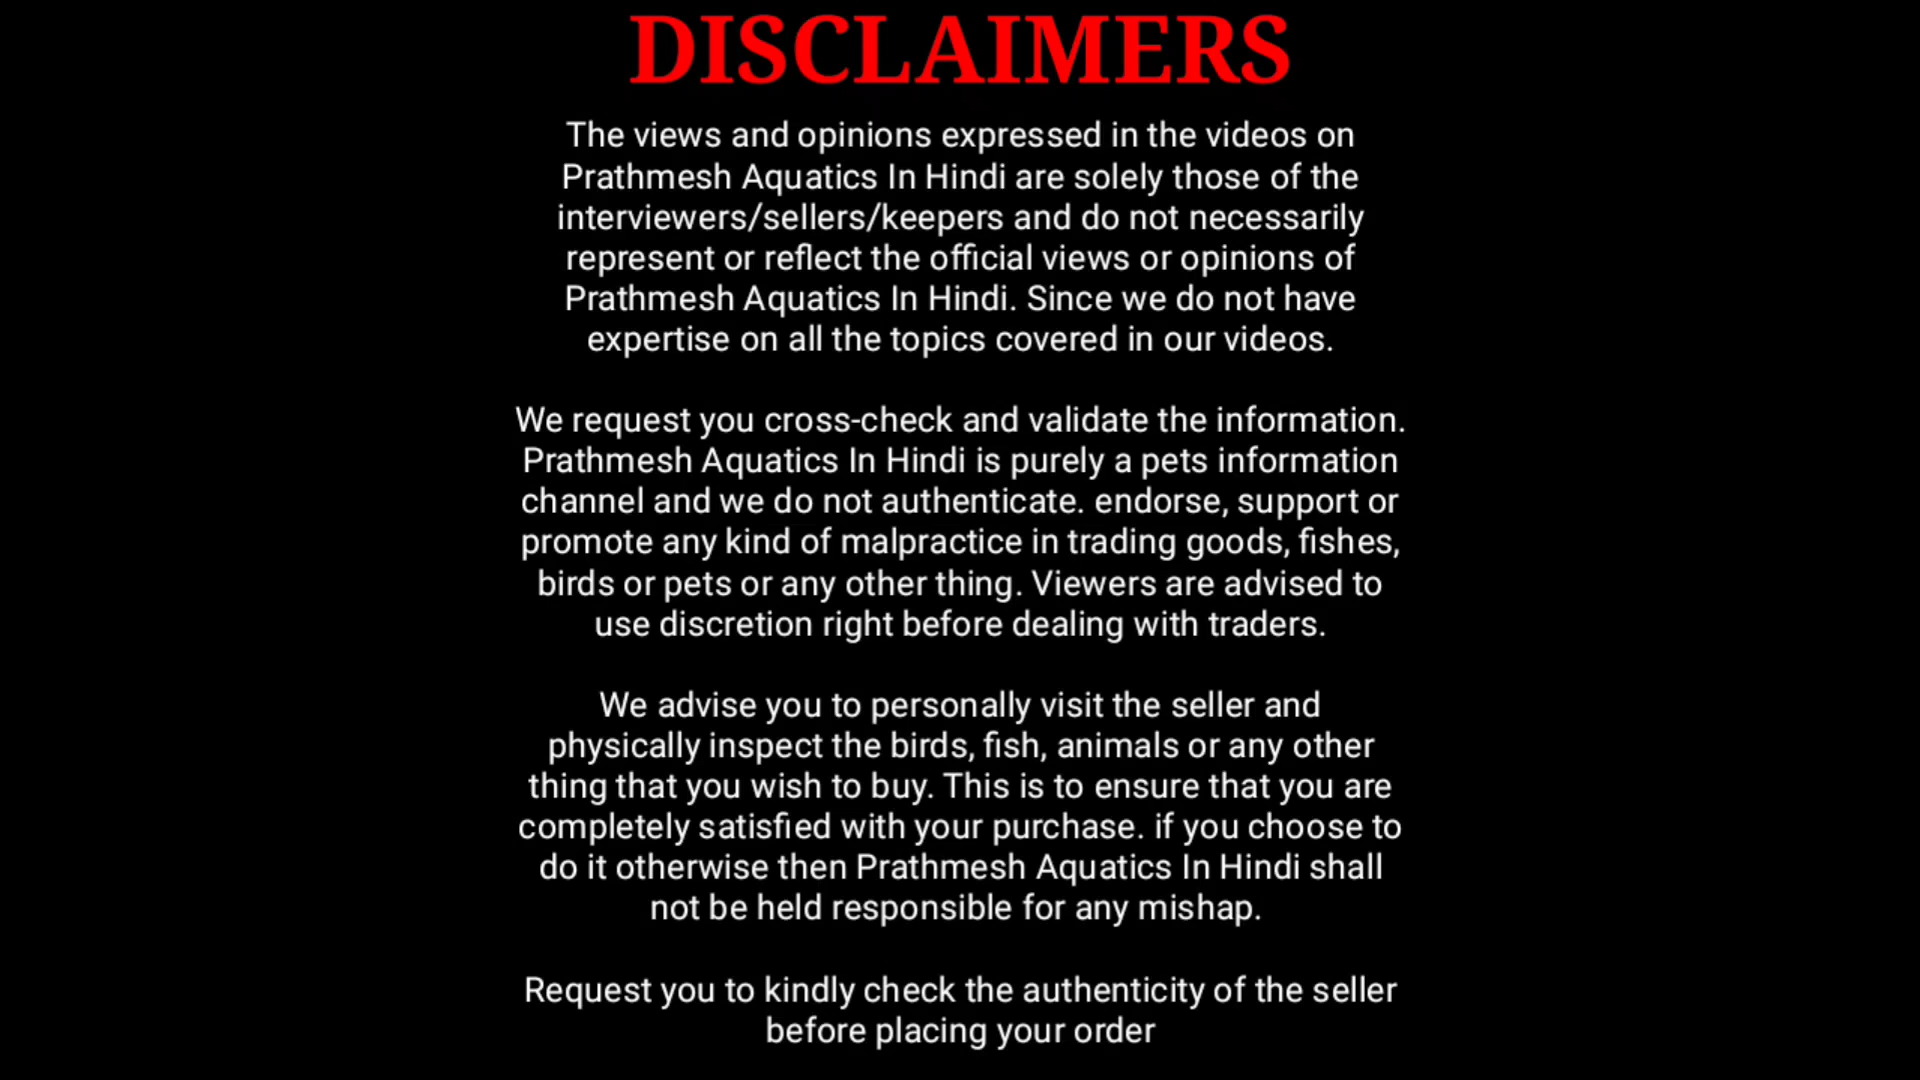 DISCLAIMERS
The views and opinions expressed in the videos on
Prathmesh Aquatics In Hindi are solely those of the
interviewers/sellers/keepers and do not necessarily
represent or reflect the official views or opinions of
Prathmesh Aquatics In Hindi. Since we do not have
expertise on all the topics covered in our videos.
We request you cross-check and validate the information.
Prathmesh Aquatics In Hindi is purely a pets information
channel and we do not authenticate. endorse, support or
promote any kind of malpractice in trading goods, fishes,
birds or pets or any other thing. Viewers are advised to
use discretion right before dealing with traders.
We advise you to personally visit the seller and
physically inspect the birds, fish, animals or any other
thing that you wish to buy. This is to ensure that you are
completely satisfied with your purchase. if you choose to
do it otherwise then Prathmesh Aquatics In Hindi shall
not be held responsible for any mishap.
Request you to kindly check the authenticity of the seller
before placing your order